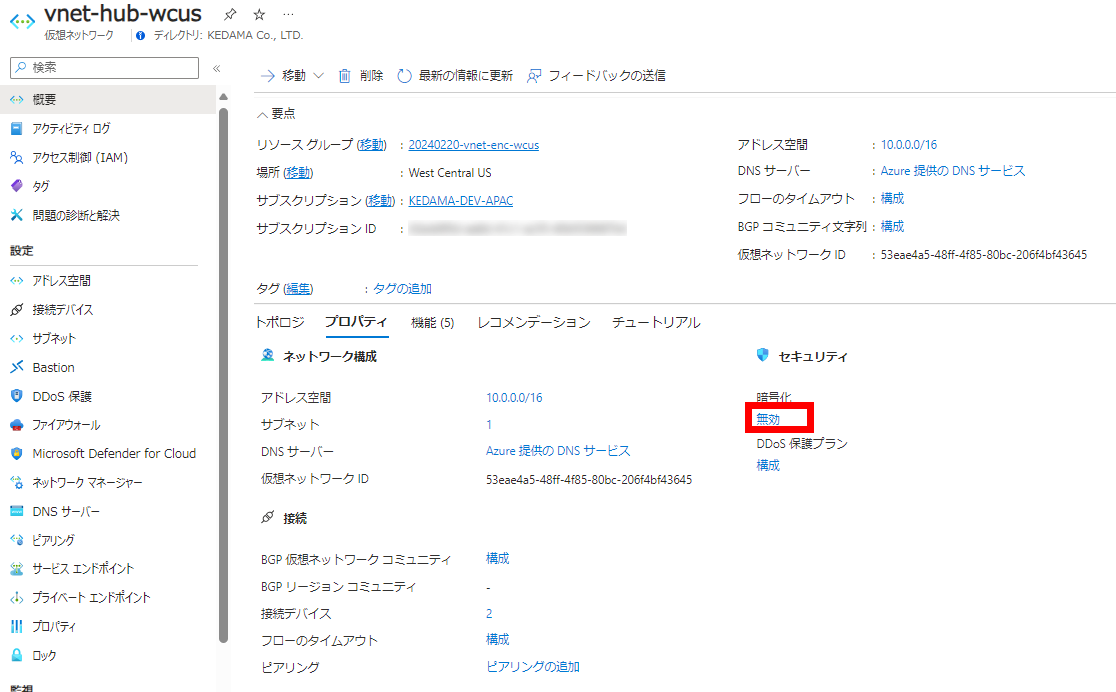 vnet-hub-wcus
仮想ネットワーク
ディレクトリ: KEDAMA Co., LTD.
検索
«
概要
アクティビティ ログ
アクセス制御 (IAM)
タグ
問題の診断と解決
設定
アドレス空間
接続デバイス
サブネット
Bastion
DDoS 保護
ファイアウォール
Microsoft Defender for Cloud
ネットワーク マネージャー
DNS サーバー
ピアリング
サービス エンドポイント
プライベート エンドポイント
プロパティ
ロック
監視
移動 削除 最新の情報に更新 フィードバックの送信
要点
リソース グループ (移動) : 20240220-vnet-enc-wcus
場所 (移動) : West Central US
サブスクリプション (移動) : KEDAMA-DEV-APAC
サブスクリプション ID :
アドレス空間 : 10.0.0.0/16
DNS サーバー : Azure 提供の DNS サービス
フローのタイムアウト : 構成
BGP コミュニティ文字列 : 構成
仮想ネットワーク ID : 53eae4a5-48ff-4f85-80bc-206f4bf43645
タグ (編集) : タグの追加
トポロジ プロパティ 機能 (5) レコメンデーション チュートリアル
ネットワーク構成
アドレス空間 10.0.0.0/16
サブネット 1
DNS サーバー Azure 提供の DNS サービス
仮想ネットワーク ID 53eae4a5-48ff-4f85-80bc-206f4bf43645
接続
BGP 仮想ネットワーク コミュニティ 構成
BGP リージョン コミュニティ -
接続デバイス 2
フローのタイムアウト 構成
ピアリング ピアリングの追加
セキュリティ
暗号化
無効
DDoS 保護プラン
構成